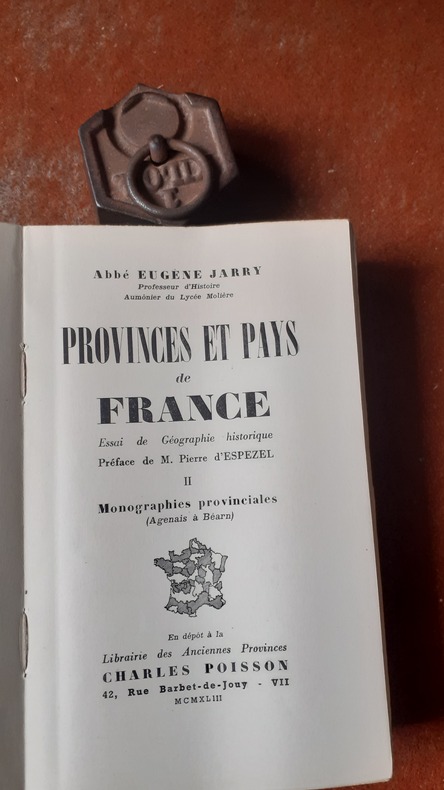 Abbé EUGÈNE JARRY
Professeur d'Histoire
Aumônier du Lycée Molière
PROVINCES ET PAYS
de
FRANCE
Essai de Géographie historique
Préface de M. Pierre d'ESPEZEL
II
Monographies provinciales
(Agenais à Béarn)
En dépôt à la
Librairie des Anciennes Provinces
CHARLES POISSON
42, Rue Barbet-de-Jouy - VII
MCMXLIII